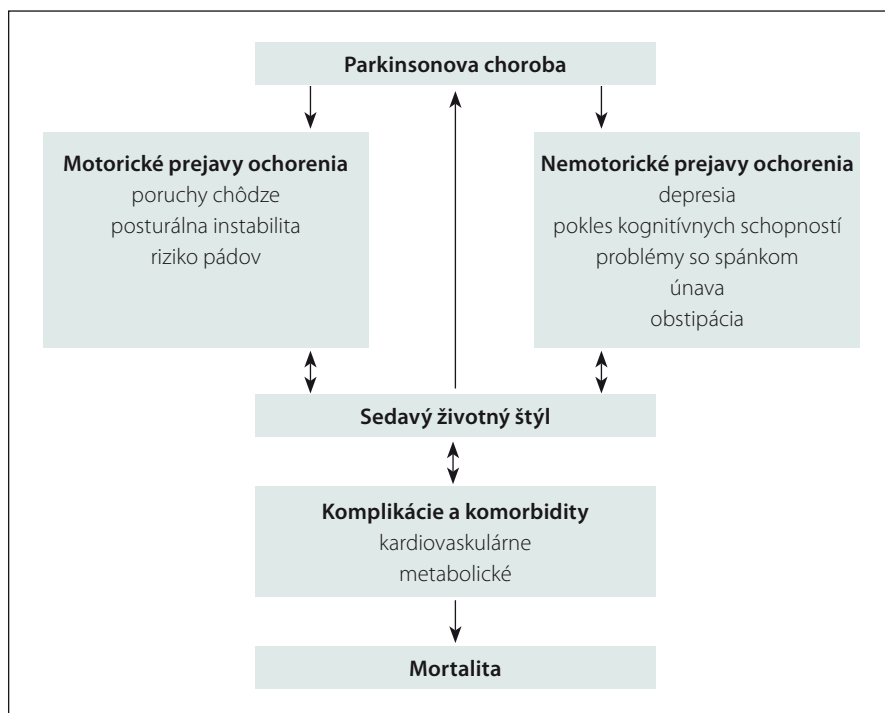 Parkinsonova choroba
Motorické prejavy ochorenia
poruchy chôdze
posturálna instabilita
riziko pádov
Nemotorické prejavy ochorenia
depresia
pokles kognitívnych schopností
problémy so spánkom
únava
obstipácia
Sedavý životný štýl
Komplikácie a komorbidity
kardiovaskulárne
metabolické
Mortalita